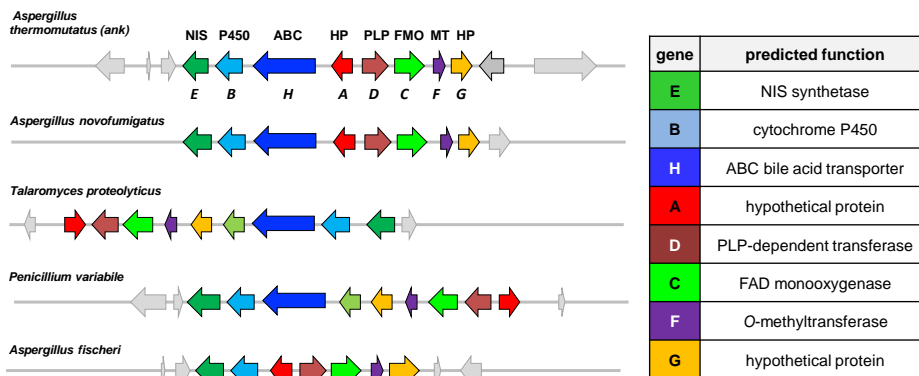 Aspergillus
thermomutatus (ank)
NIS P450 ABC HP PLP FMO MT HP
E B H A D C F G
Aspergillus novofumigatus
Talaromyces proteolyticus
Penicillium variabile
Aspergillus fischeri
gene predicted function
E NIS synthetase
B cytochrome P450
H ABC bile acid transporter
A hypothetical protein
D PLP-dependent transferase
C FAD monooxygenase
F O-methyltransferase
G hypothetical protein